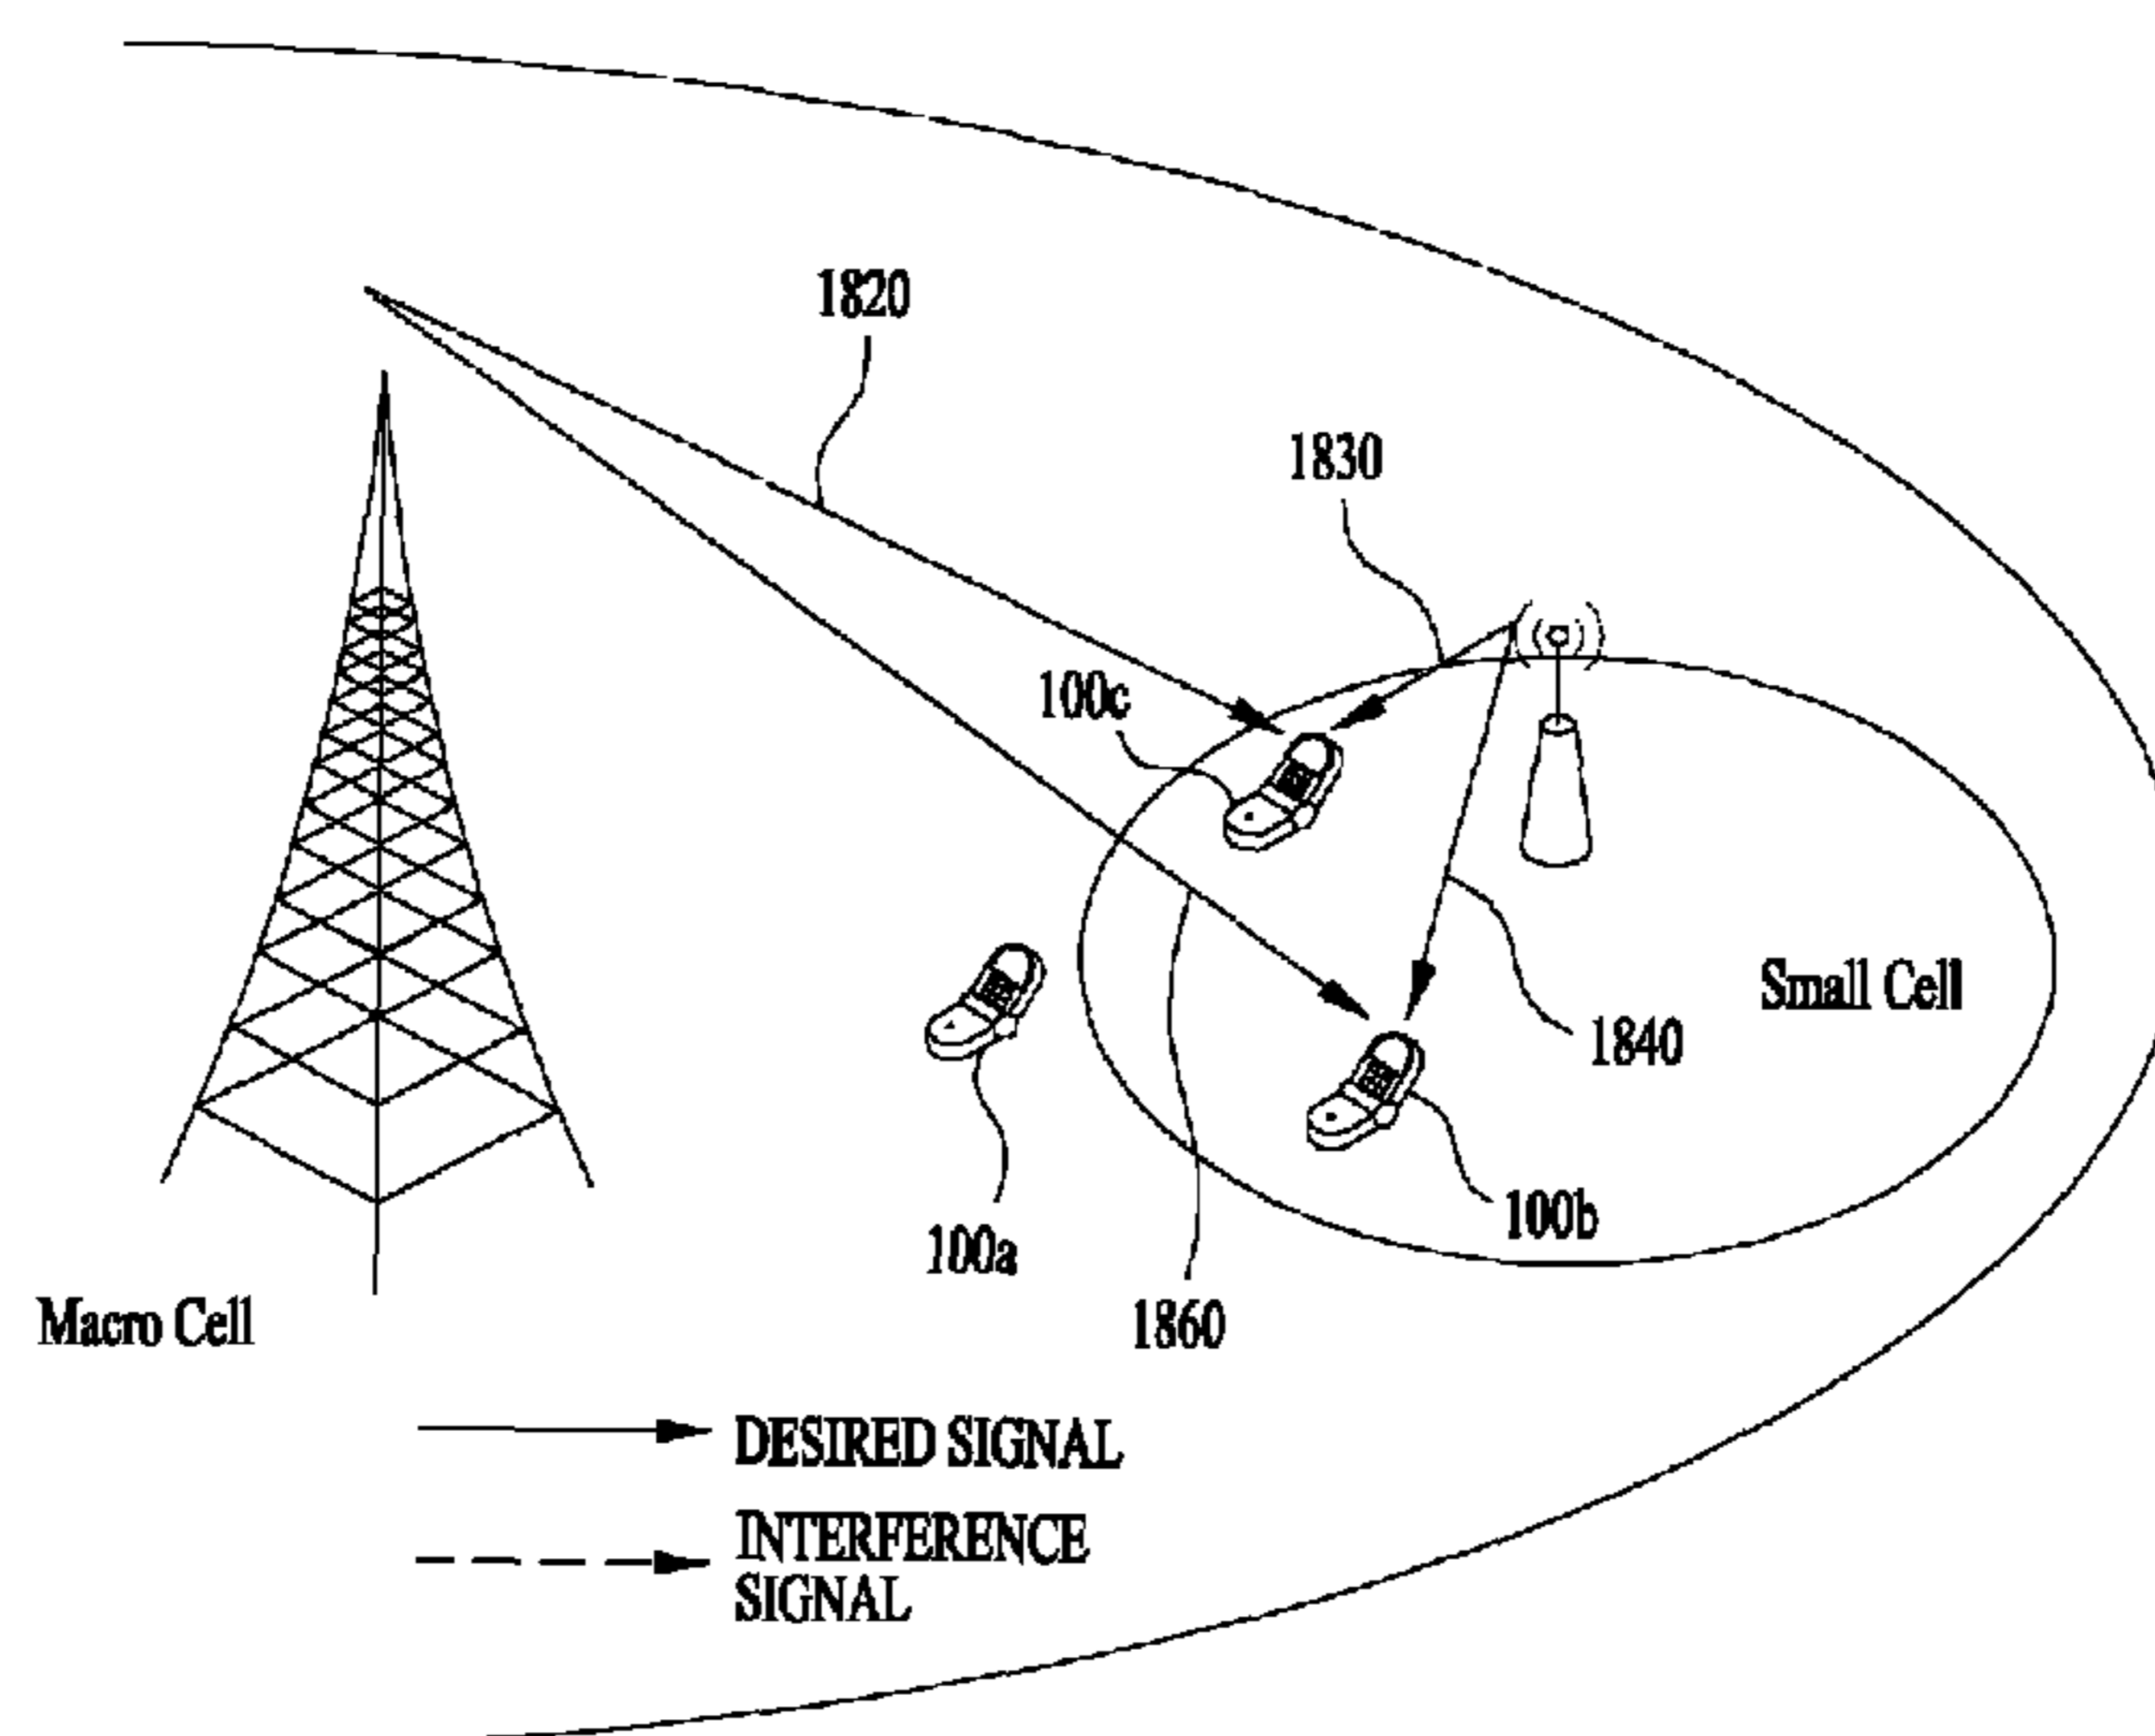 1820
1830
100c
Small Cell
1840
100b
100a
1860
Macro Cell
DESIRED SIGNAL
INTERFERENCE
SIGNAL